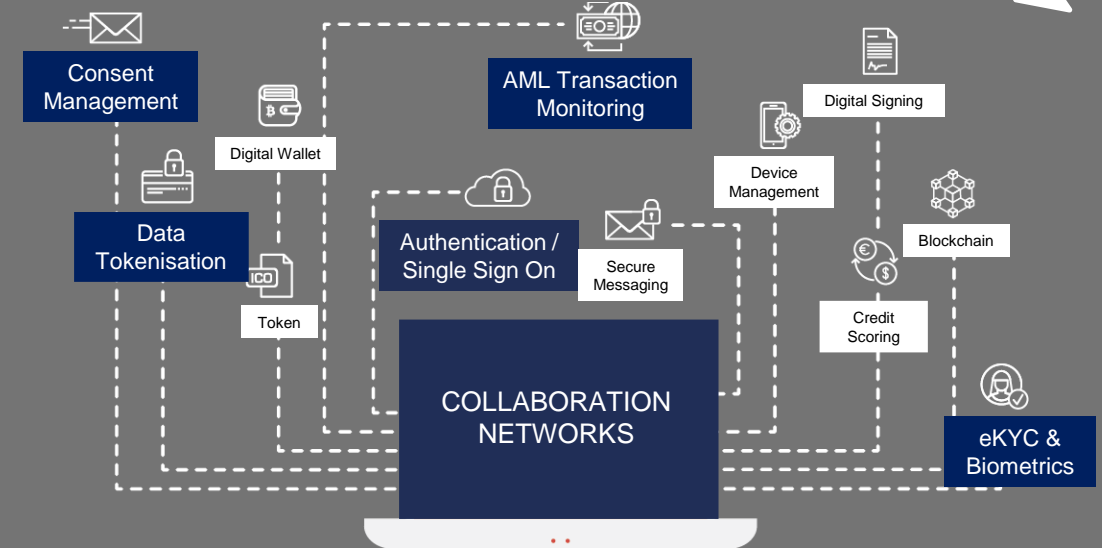 Consent
Management
AML Transaction
Monitoring
Digital Signing
Digital Wallet
Device
Management
Data
Tokenisation
Authentication /
Single Sign On
Secure
Messaging
Blockchain
ICO
Token
Credit
Scoring
COLLABORATION
NETWORKS
eKYC &
Biometrics